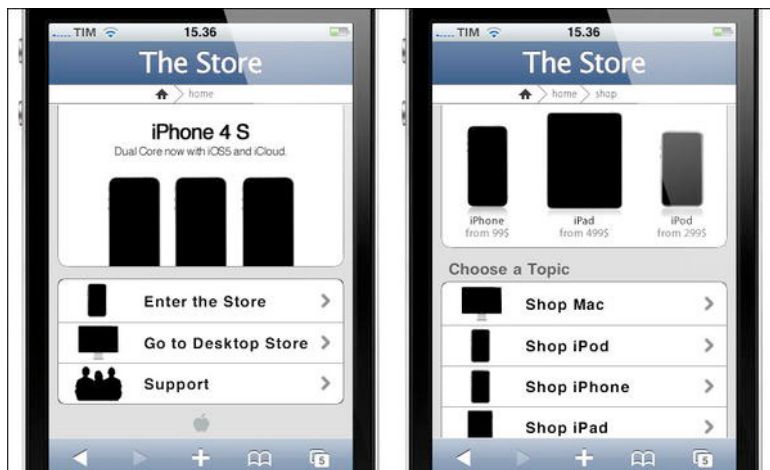 TIM 15.36
The Store
home
iPhone 4 S
Dual Core now with iOS5 and iCloud.
Enter the Store
Go to Desktop Store
Support
5
TIM 15.36
The Store
home shop
iPhone iPad iPod
from 99$ from 499$ from 299$
Choose a Topic
Shop Mac
Shop iPod
Shop iPhone
Shop iPad
5